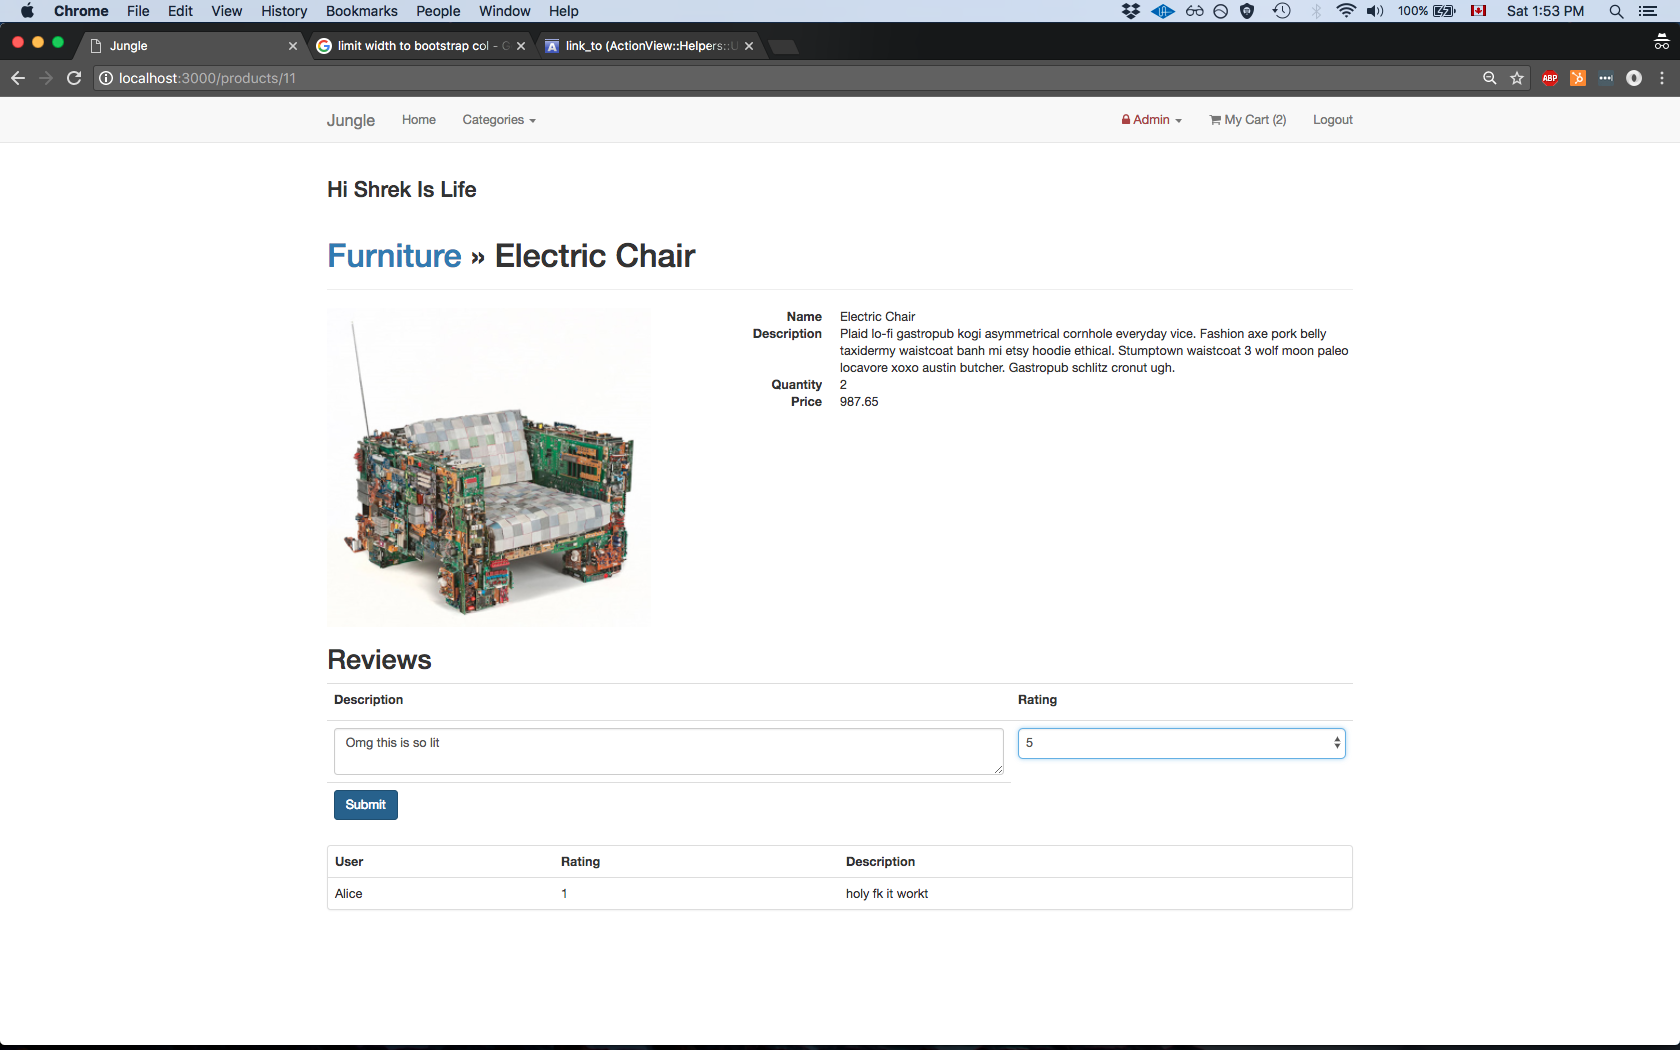 Chrome File Edit View History Bookmarks People Window Help 100% Sat 1:53 PM
Jungle limit width to bootstrap col - G link_to (ActionView::Helpers::U
localhost:3000/products/11 ABP
Jungle Home Categories Admin My Cart (2) Logout
Hi Shrek Is Life
Furniture » Electric Chair
Name Electric Chair
Description Plaid lo-fi gastropub kogi asymmetrical cornhole everyday vice. Fashion axe pork belly
taxidermy waistcoat banh mi etsy hoodie ethical. Stumptown waistcoat 3 wolf moon paleo
locavore xoxo austin butcher. Gastropub schlitz cronut ugh.
Quantity 2
Price 987.65
Reviews
Description Rating
Omg this is so lit 5
Submit
User Rating Description
Alice 1 holy fk it workt